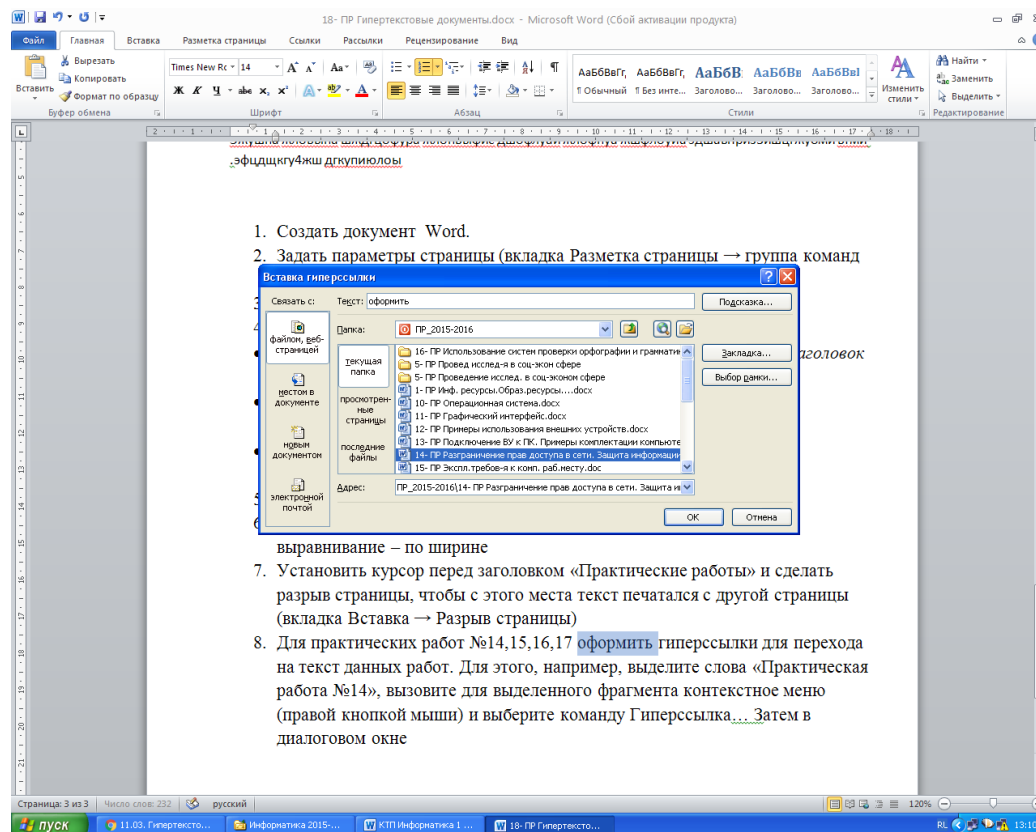 18- ПР Гипертекстовые документы.docx - Microsoft Word (Сбой активации продукта)
Файл Главная Вставка Разметка страницы Ссылки Рассылки Рецензирование Вид
Вставить
Вырезать
Копировать
Формат по образцу
Буфер обмена
Times New Rc 14
Ж К Ч abc x₂ x²
Шрифт
Абзац
АаБбВвГг, АаБбВвГг, АаБбВ АаБбВв АаБбВвI
¶ Обычный ¶ Без инте... Заголово... Заголово... Заголово...
Стили
Изменить стили
Найти
Заменить
Выделить
Редактирование
.эфцдщкгу4жш дгкупиюлоы
1. Создать документ Word.
2. Задать параметры страницы (вкладка Разметка страницы → группа команд
аголовок
Вставка гиперссылки
Связать с:
Текст: оформить
Подсказка...
файлом, веб-страницей
местом в документе
новым документом
электронной почтой
Папка: ПР_2015-2016
текущая папка
просмотрен-ные страницы
последние файлы
16- ПР Использование систем проверки орфографии и грамматик
5- ПР Провед исслед-я в соц-экон сфере
5- ПР Проведение исслед. в соц-эконом сфере
1- ПР Инф. ресурсы.Образ.ресурсы....docx
10- ПР Операционная система.docx
11- ПР Графический интерфейс.docx
12- ПР Примеры использования внешних устройств.docx
13- ПР Подключение ВУ к ПК. Примеры комплектации компьюте
14- ПР Разграничение прав доступа в сети. Защита информации
15- ПР Экспл.требов-я к комп. раб.месту.doc
Закладка...
Выбор рамки...
Адрес: ПР_2015-2016\14- ПР Разграничение прав доступа в сети. Защита и
ОК Отмена
выравнивание – по ширине
7. Установить курсор перед заголовком «Практические работы» и сделать
разрыв страницы, чтобы с этого места текст печатался с другой страницы
(вкладка Вставка → Разрыв страницы)
8. Для практических работ №14,15,16,17 оформить гиперссылки для перехода
на текст данных работ. Для этого, например, выделите слова «Практическая
работа №14», вызовите для выделенного фрагмента контекстное меню
(правой кнопкой мыши) и выберите команду Гиперссылка… Затем в
диалоговом окне
Страница: 3 из 3 Число слов: 232 русский 120%
пуск 11.03. Гипертексто... Информатика 2015-... КТП Информатика 1 ... 18- ПР Гипертексто... RL